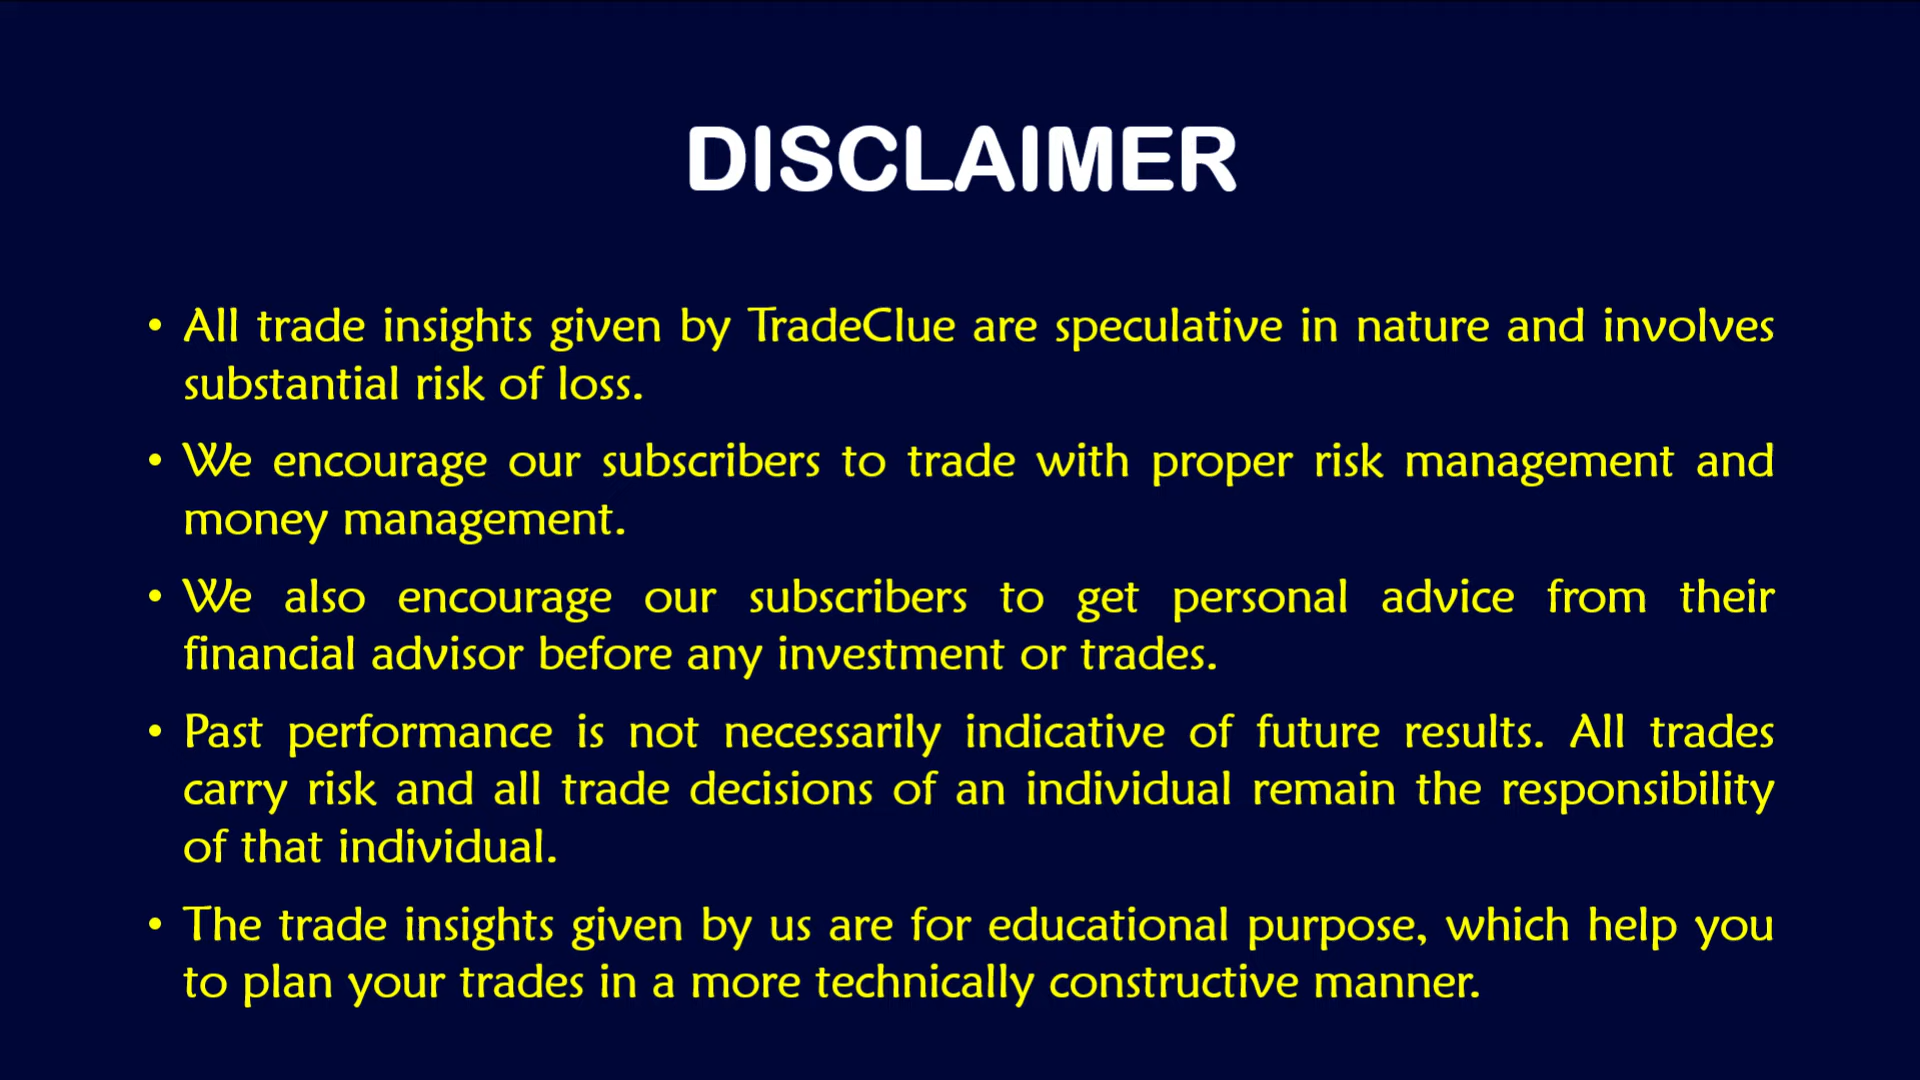 DISCLAIMER
• All trade insights given by TradeClue are speculative in nature and involves
substantial risk of loss.
• We encourage our subscribers to trade with proper risk management and
money management.
• We also encourage our subscribers to get personal advice from their
financial advisor before any investment or trades.
• Past performance is not necessarily indicative of future results. All trades
carry risk and all trade decisions of an individual remain the responsibility
of that individual.
• The trade insights given by us are for educational purpose, which help you
to plan your trades in a more technically constructive manner.